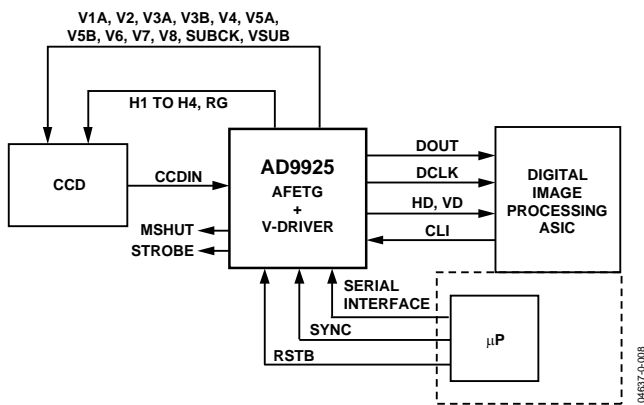 V1A, V2, V3A, V3B, V4, V5A,
V5B, V6, V7, V8, SUBCK, VSUB
H1 TO H4, RG
CCD
CCDIN
MSHUT
STROBE
AD9925
AFETG
+
V-DRIVER
DOUT
DCLK
HD, VD
CLI
DIGITAL
IMAGE
PROCESSING
ASIC
SERIAL
INTERFACE
SYNC
RSTB
μP
04637-0-008